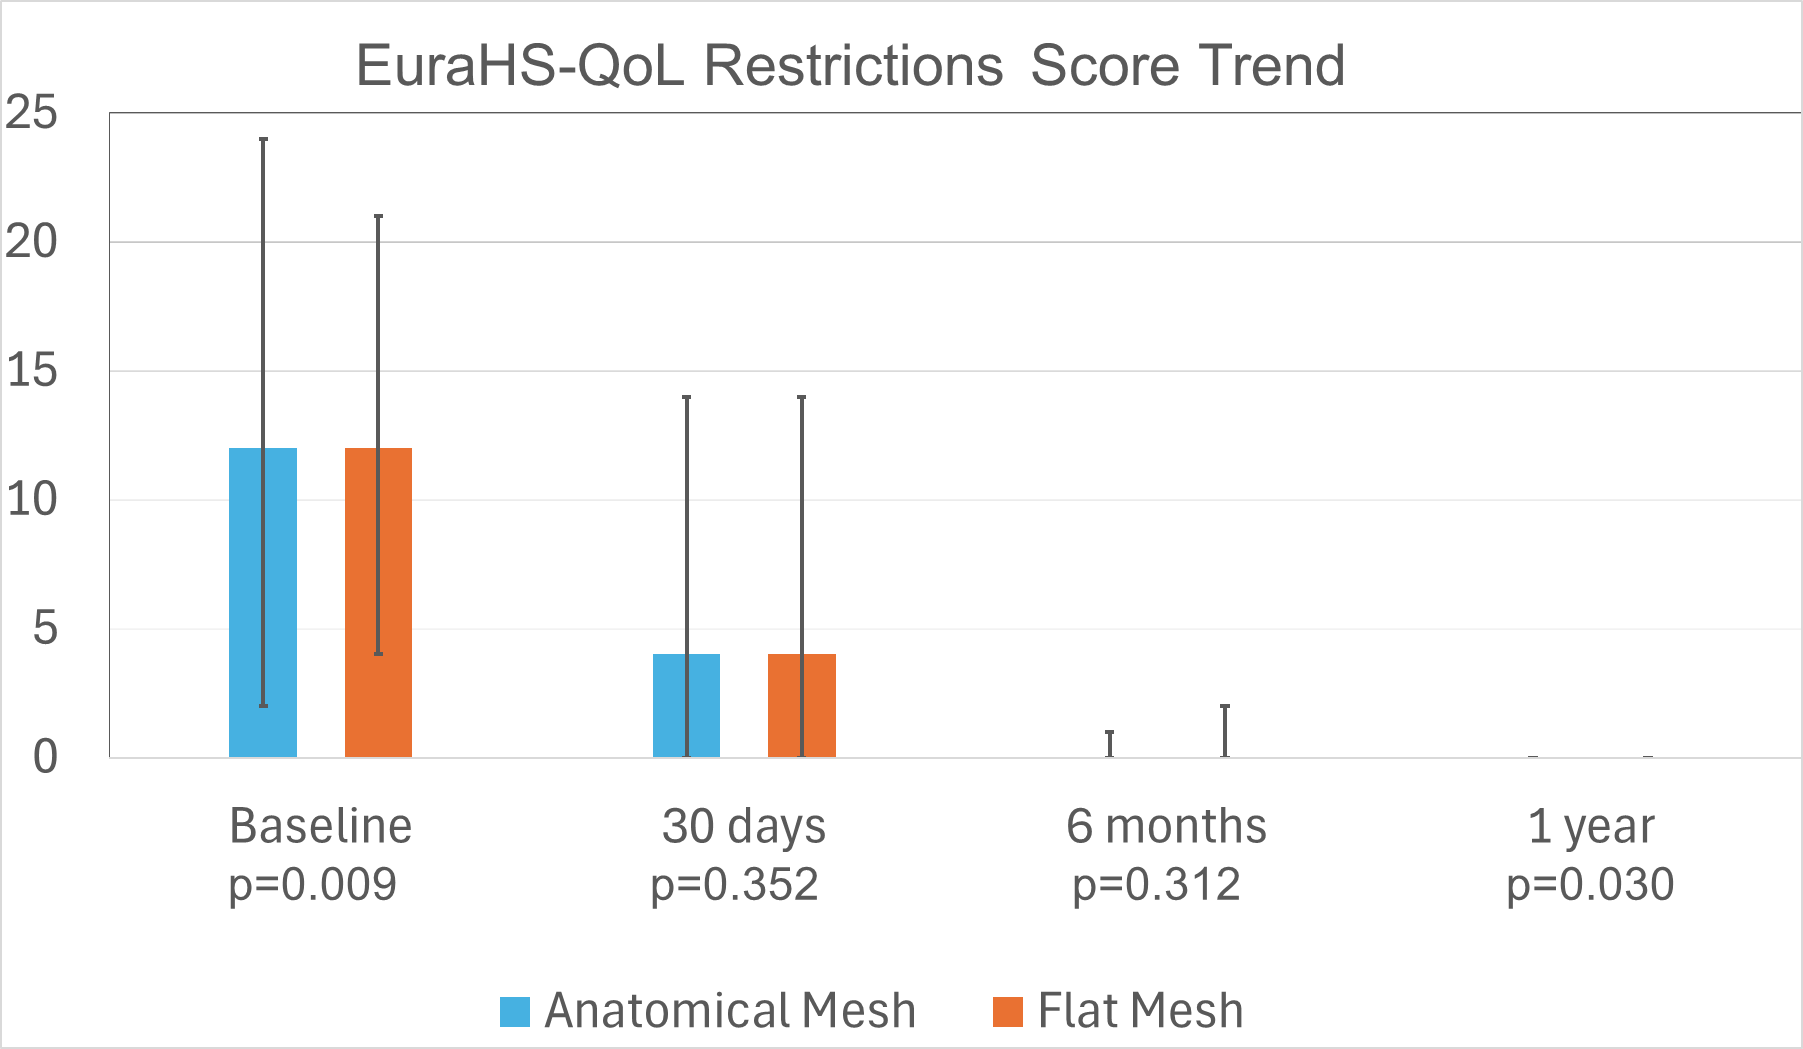 EuraHS-QoL Restrictions Score Trend
25
20
15
10
5
0
Baseline 30 days 6 months 1 year
p=0.009 p=0.352 p=0.312 p=0.030
Anatomical Mesh Flat Mesh